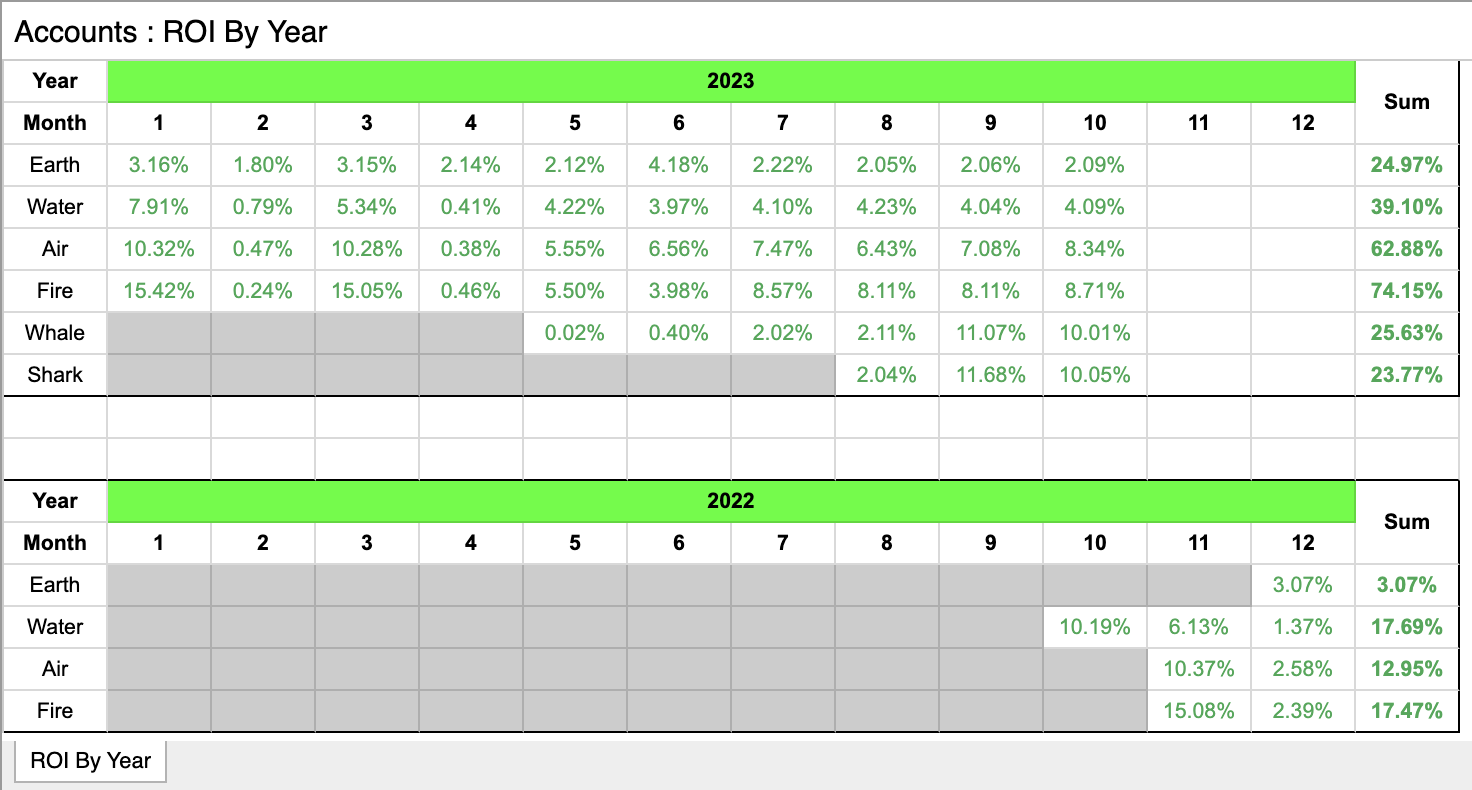 Accounts : ROI By Year
Year 2023 Sum
Month 1 2 3 4 5 6 7 8 9 10 11 12
Earth 3.16% 1.80% 3.15% 2.14% 2.12% 4.18% 2.22% 2.05% 2.06% 2.09% 24.97%
Water 7.91% 0.79% 5.34% 0.41% 4.22% 3.97% 4.10% 4.23% 4.04% 4.09% 39.10%
Air 10.32% 0.47% 10.28% 0.38% 5.55% 6.56% 7.47% 6.43% 7.08% 8.34% 62.88%
Fire 15.42% 0.24% 15.05% 0.46% 5.50% 3.98% 8.57% 8.11% 8.11% 8.71% 74.15%
Whale 0.02% 0.40% 2.02% 2.11% 11.07% 10.01% 25.63%
Shark 2.04% 11.68% 10.05% 23.77%
Year 2022 Sum
Month 1 2 3 4 5 6 7 8 9 10 11 12
Earth 3.07% 3.07%
Water 10.19% 6.13% 1.37% 17.69%
Air 10.37% 2.58% 12.95%
Fire 15.08% 2.39% 17.47%
ROI By Year